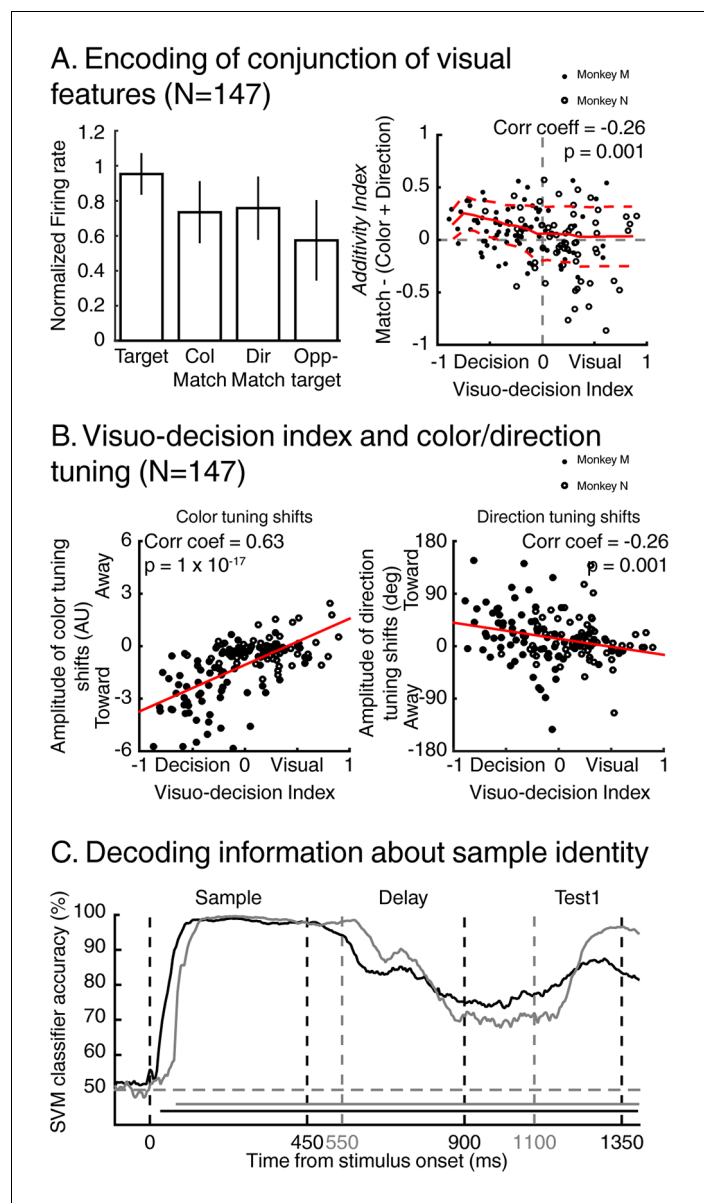 A. Encoding of conjunction of visual
features (N=147)
Monkey M
Monkey N
Normalized Firing rate
1.2
1
0.8
0.6
0.4
0.2
0
Target
Col
Match
Dir
Match
Opp-
target
Corr coeff = -0.26
p = 0.001
Additivity Index
Match - (Color + Direction)
1
0.5
0
-0.5
-1
-1 Decision 0 Visual 1
Visuo-decision Index
B. Visuo-decision index and color/direction
tuning (N=147)
Monkey M
Monkey N
Color tuning shifts
Corr coef = 0.63
p = 1 x 10-17
Amplitude of color tuning
shifts (AU)
Toward
Away
6
3
0
-3
-6
-1 Decision 0 Visual 1
Visuo-decision Index
Direction tuning shifts
Corr coef = -0.26
p = 0.001
Amplitude of direction
tuning shifts (deg)
Away
Toward
180
90
0
-90
-180
-1 Decision 0 Visual 1
Visuo-decision Index
C. Decoding information about sample identity
Sample Delay Test1
SVM classifier accuracy (%)
100
90
80
70
60
50
0 450 550 900 1100 1350
Time from stimulus onset (ms)